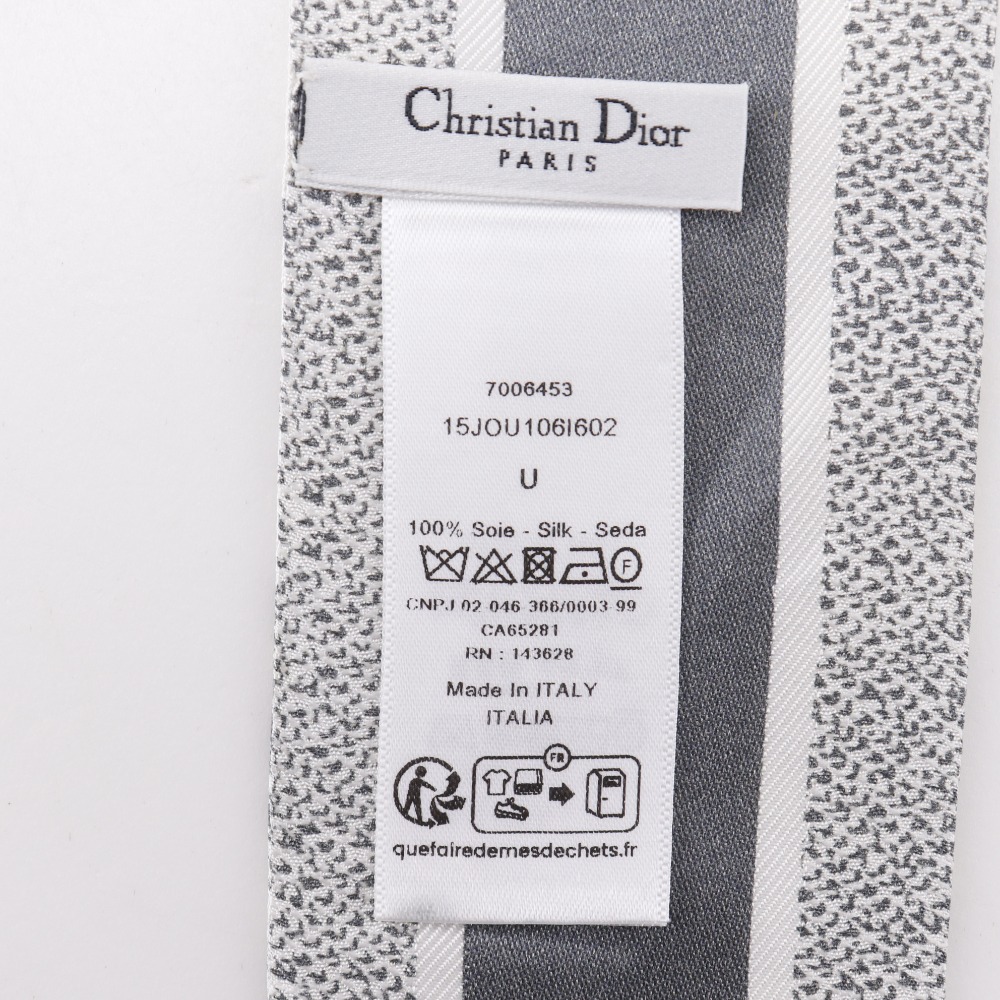 Christian Dior
PARIS
7006453
15JOU106I602
U
100% Soie - Silk - Seda
F
CNPJ 02-046-366/0003-99
CA65281
RN : 143628
Made In ITALY
ITALIA
FR
quefairedemesdechets.fr